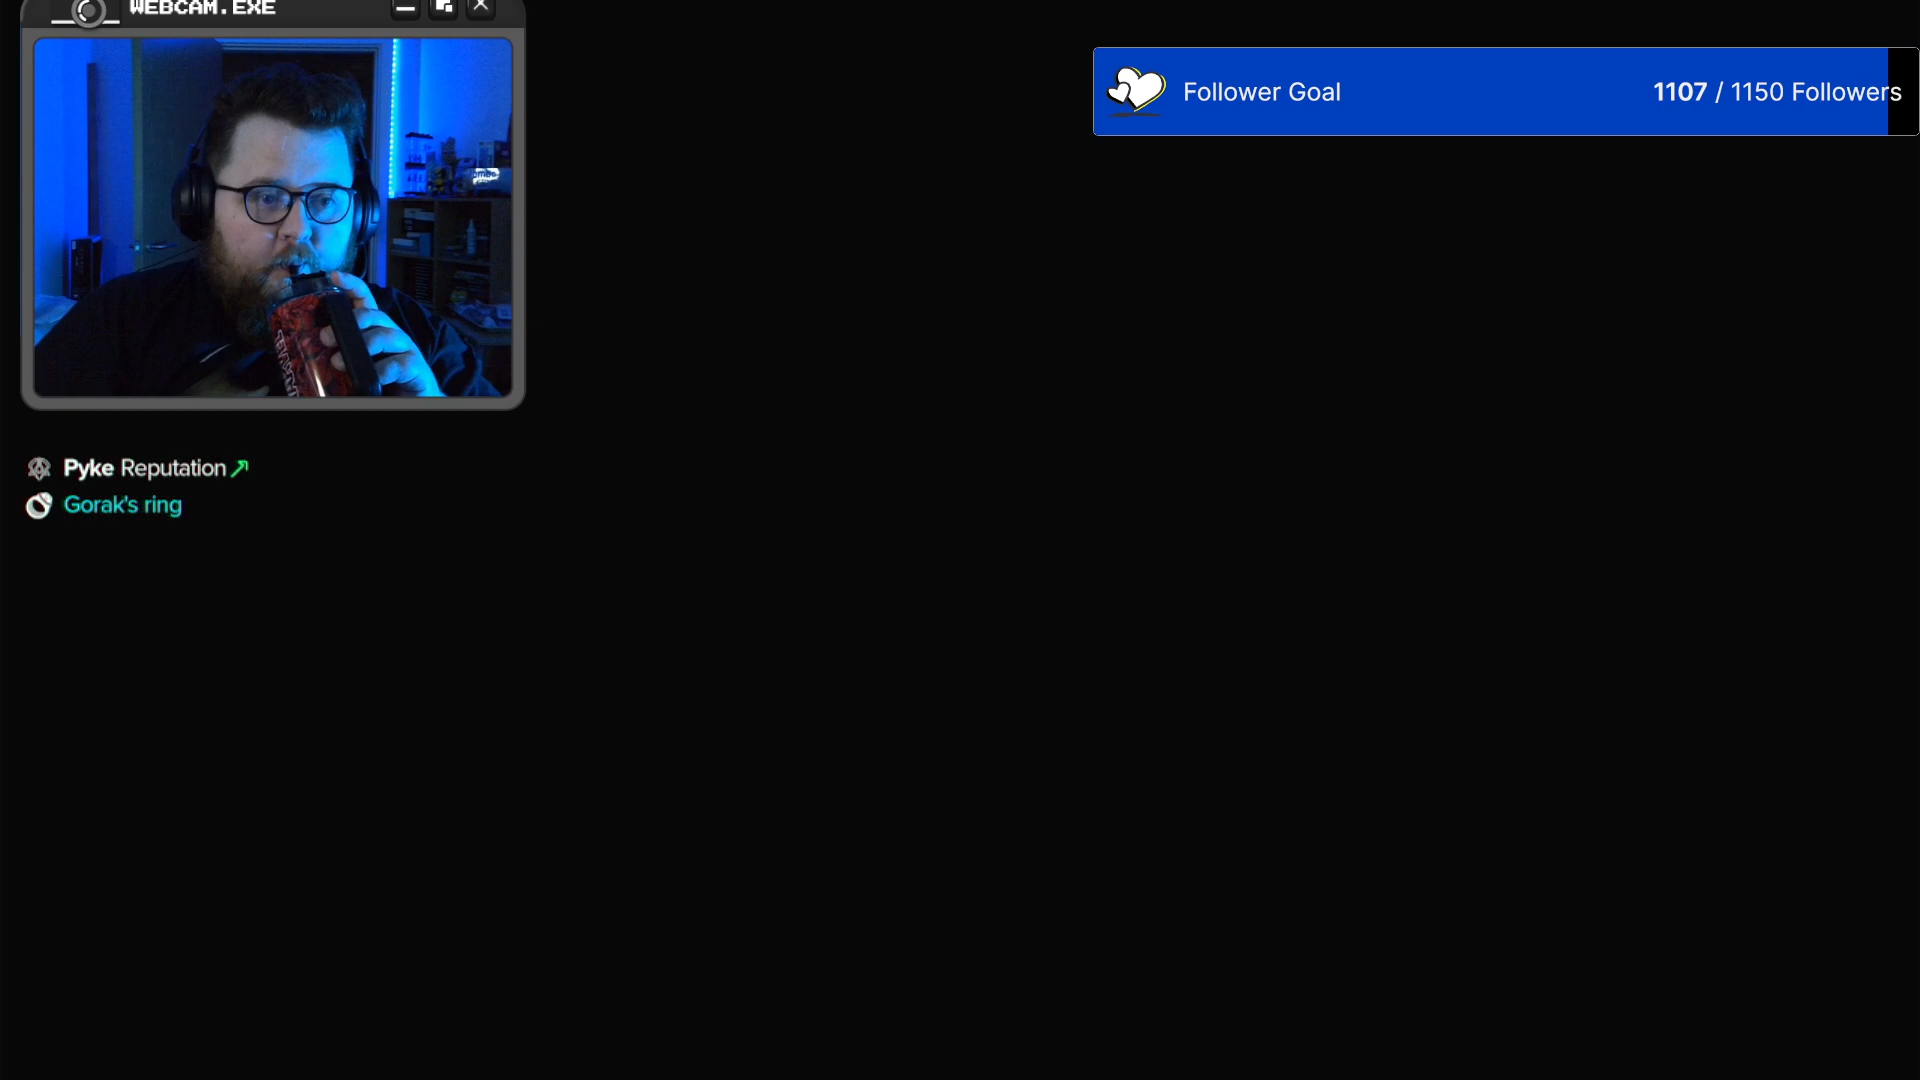 WEBCAM.EXE
Follower Goal
1107 / 1150 Followers
Pyke Reputation
Gorak's ring